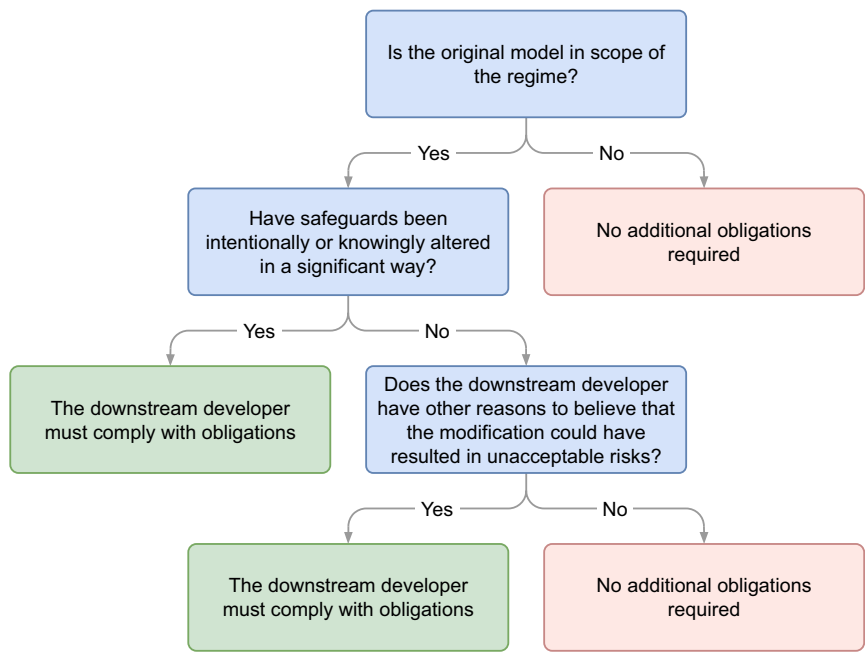 Is the original model in scope of
the regime?
Yes
No
Have safeguards been
intentionally or knowingly altered
in a significant way?
No additional obligations
required
Yes
No
The downstream developer
must comply with obligations
Does the downstream developer
have other reasons to believe that
the modification could have
resulted in unacceptable risks?
Yes
No
The downstream developer
must comply with obligations
No additional obligations
required